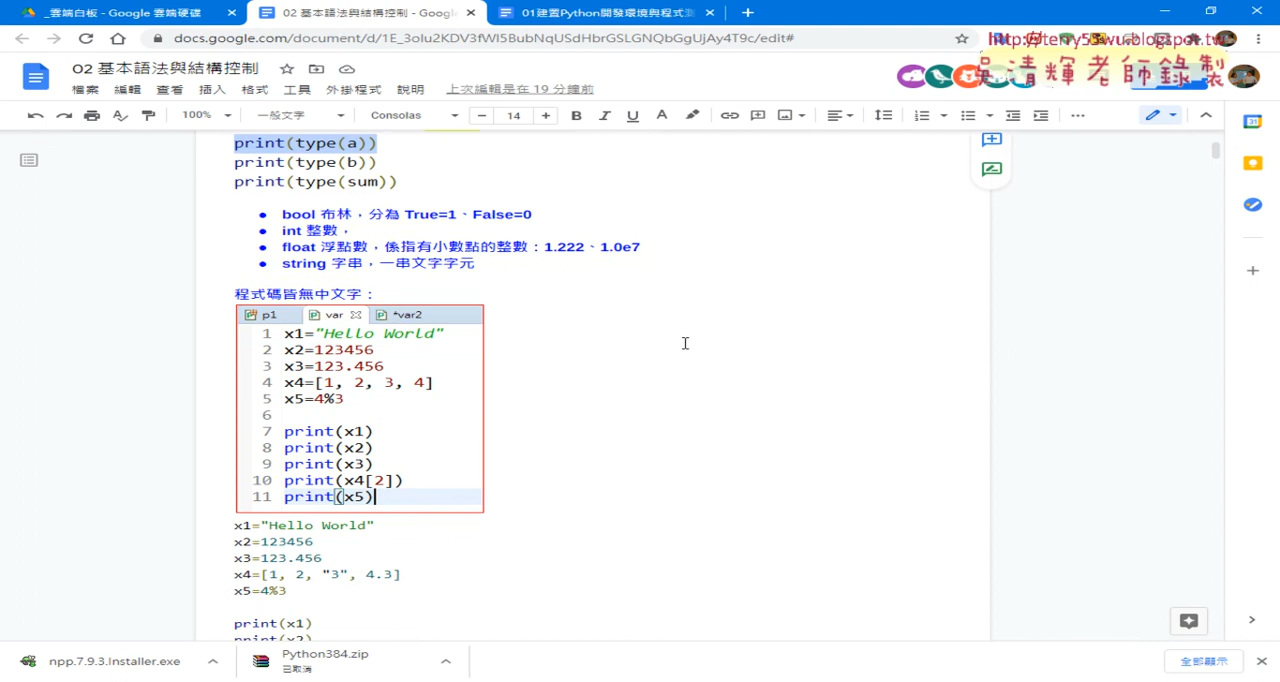 _雲端白板 - Google 雲端硬碟
02 基本語法與結構控制 - Googl
01建置Python開發環境與程式測
docs.google.com/document/d/1E_3oIu2KDV3fWI5BubNqUSdHbrGSLGNQbGgUjAy4T9c/edit#
http://terry55wu.blogspot.tw
吳清輝老師錄製
02 基本語法與結構控制
檔案 編輯 查看 插入 格式 工具 外掛程式 說明 上次編輯是在 19 分鐘前
100% 一般文字 Consolas 14 B I U A
print(type(a))
print(type(b))
print(type(sum))
bool 布林，分為 True=1、False=0
int 整數，
float 浮點數，係指有小數點的整數：1.222、1.0e7
string 字串，一串文字字元
程式碼皆無中文字：
p1 var *var2
1 x1="Hello World"
2 x2=123456
3 x3=123.456
4 x4=[1, 2, 3, 4]
5 x5=4%3
6
7 print(x1)
8 print(x2)
9 print(x3)
10 print(x4[2])
11 print(x5)
x1="Hello World"
x2=123456
x3=123.456
x4=[1, 2, "3", 4.3]
x5=4%3
print(x1)
print(x2)
npp.7.9.3.Installer.exe
Python384.zip
已取消
全部顯示